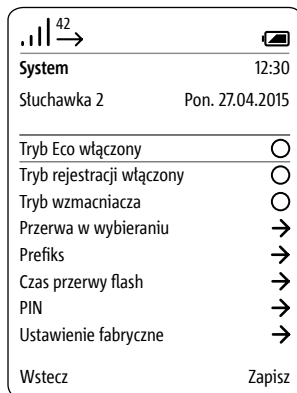 42
System 12:30
Słuchawka 2 Pon. 27.04.2015
Tryb Eco włączony
Tryb rejestracji włączony
Tryb wzmacniacza
Przerwa w wybieraniu
Prefiks
Czas przerwy flash
PIN
Ustawienie fabryczne
Wstecz Zapisz